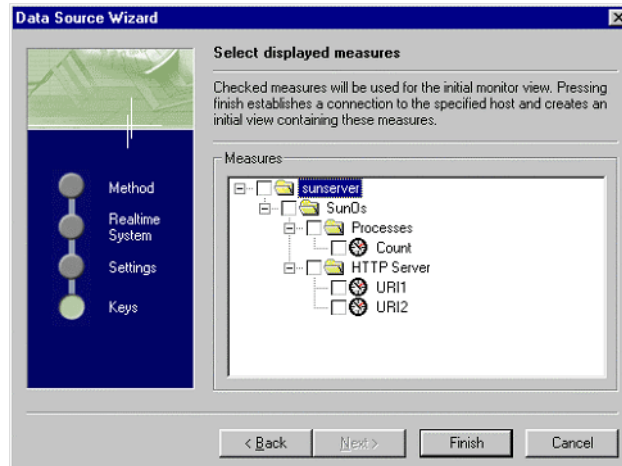 Data Source Wizard
Select displayed measures
Checked measures will be used for the initial monitor view. Pressing
finish establishes a connection to the specified host and creates an
initial view containing these measures.
Method
Realtime
System
Settings
Keys
Measures
sunserver
SunOs
Processes
Count
HTTP Server
URI1
URI2
< Back
Next >
Finish
Cancel